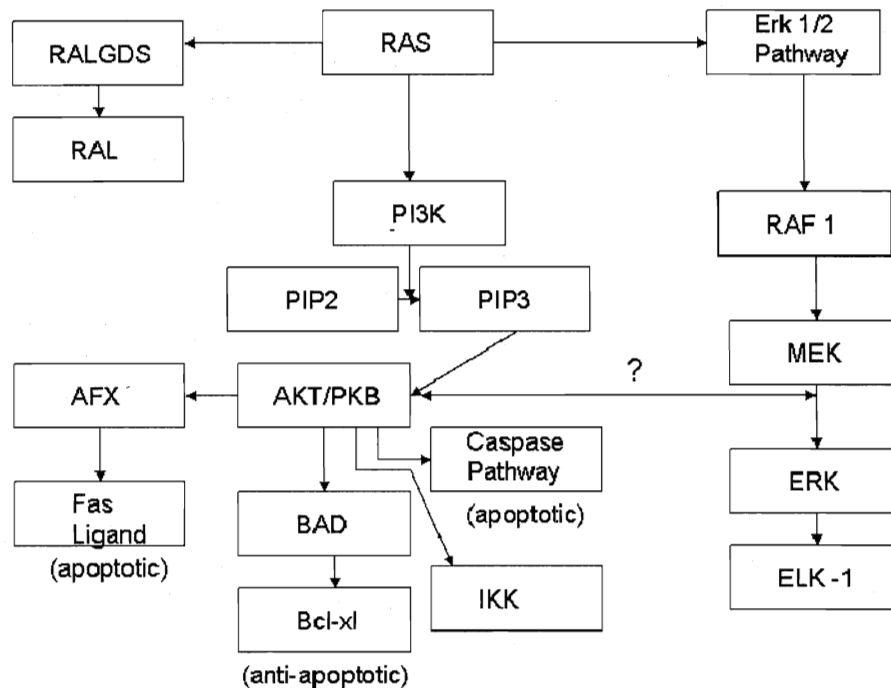 RALGDS
RAS
Erk 1/2
Pathway
RAL
PI3K
RAF 1
PIP2
PIP3
MEK
?
AFX
AKT/PKB
Caspase
Pathway
(apoptotic)
ERK
Fas
Ligand
(apoptotic)
BAD
IKK
ELK -1
Bcl-xl
(anti-apoptotic)